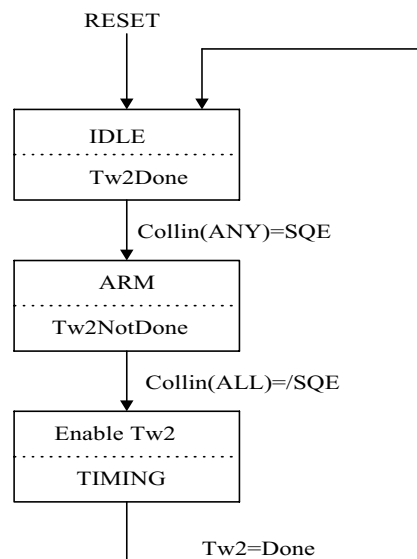 RESET
IDLE
Tw2Done
Collin(ANY)=SQE
ARM
Tw2NotDone
Collin(ALL)=/SQE
Enable Tw2
TIMING
Tw2=Done